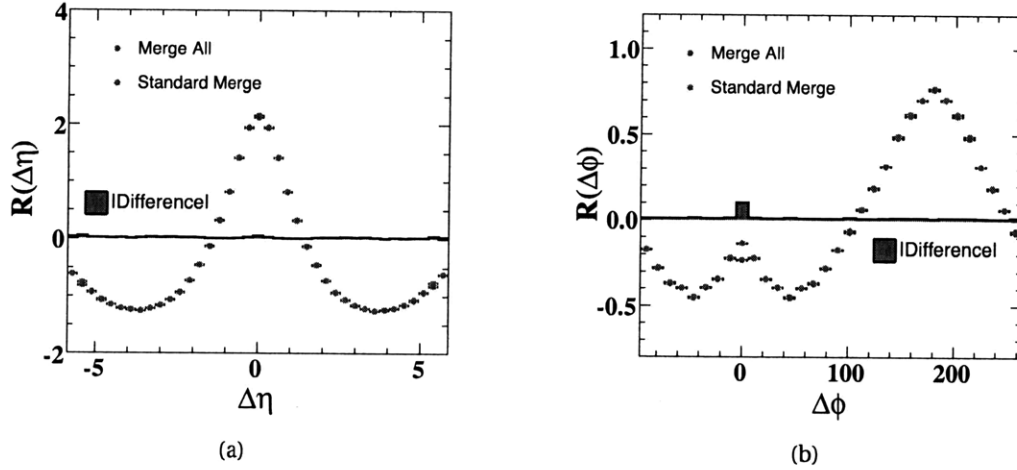 4
2
0
-2
R(Δη)
Merge All
Standard Merge
|Difference|
-5
0
5
Δη
(a)
1.0
0.5
0.0
-0.5
R(Δϕ)
Merge All
Standard Merge
|Difference|
0
100
200
Δϕ
(b)